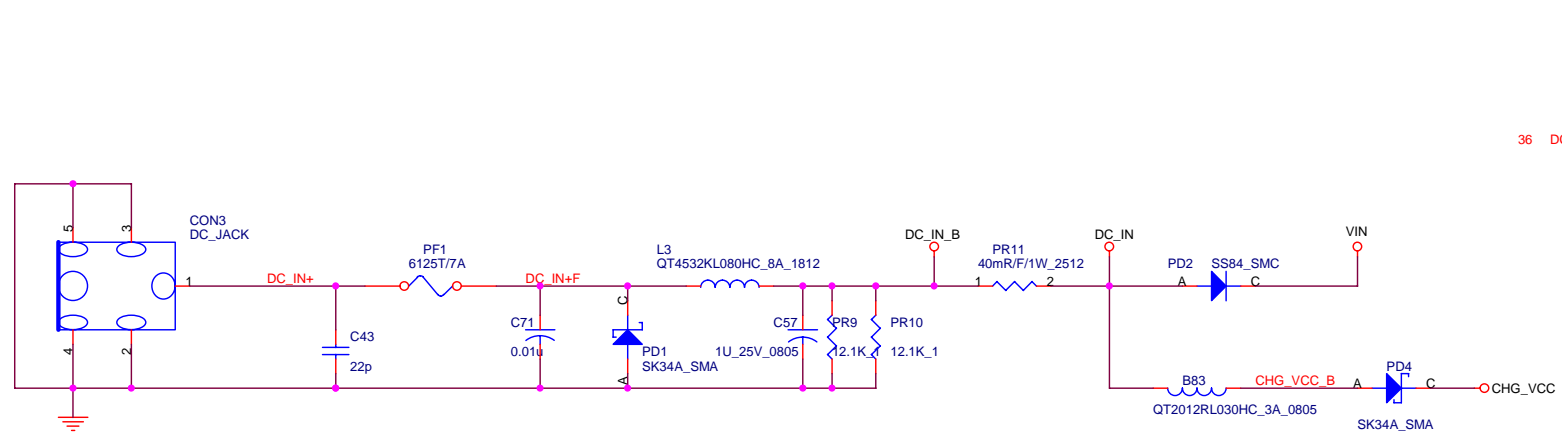 36 DC
CON3
DC_JACK
5
3
4
2
1
DC_IN+
C43
22p
PF1
6125T/7A
DC_IN+F
C71
0.01u
C
A
PD1
SK34A_SMA
L3
QT4532KL080HC_8A_1812
C57
1U_25V_0805
PR9
12.1K_1
PR10
12.1K_1
DC_IN_B
PR11
40mR/F/1W_2512
1
2
DC_IN
PD2
SS84_SMC
A
C
VIN
B83
QT2012RL030HC_3A_0805
CHG_VCC_B
PD4
A
C
SK34A_SMA
CHG_VCC